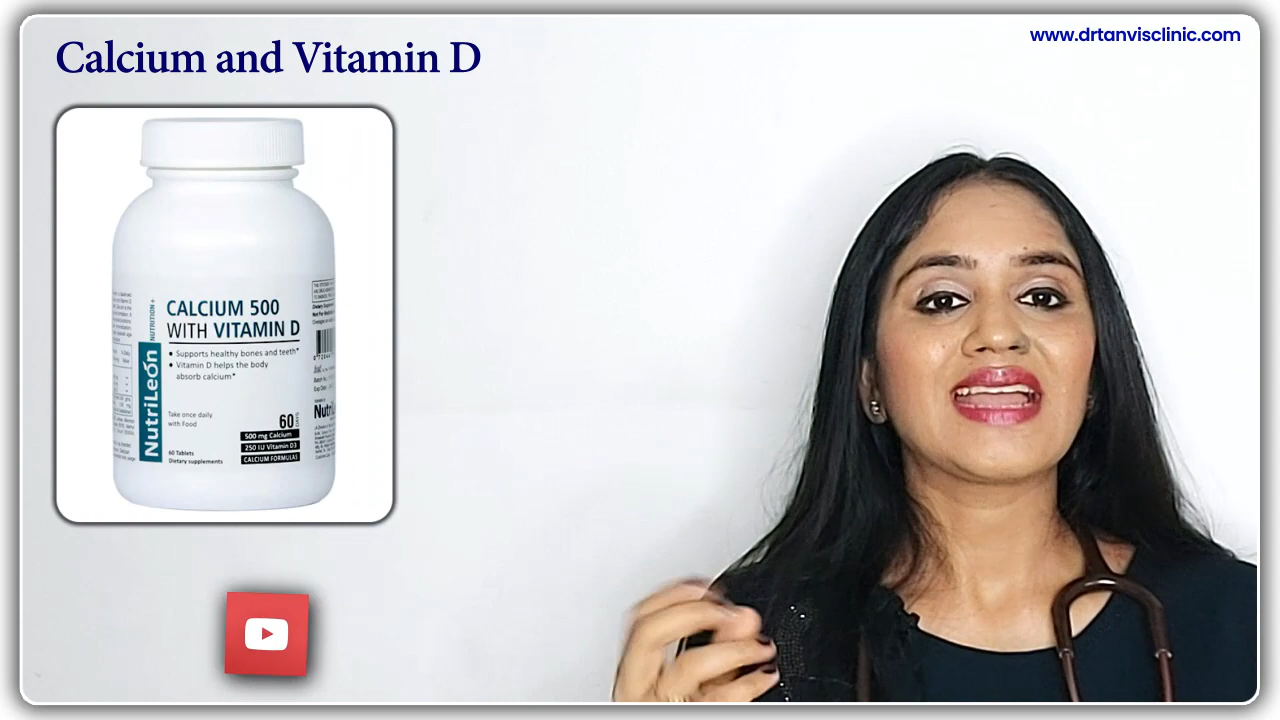 Calcium and Vitamin D
www.drtanvisclinic.com
CALCIUM 500
WITH VITAMIN D
• Supports healthy bones and teeth*
• Vitamin D helps the body
absorb calcium*
NutriLeón
NUTRITION+
Take once daily
with Food
60 DAYS
500 mg Calcium
250 IU Vitamin D3
CALCIUM FORMULAS
60 Tablets
Dietary supplements